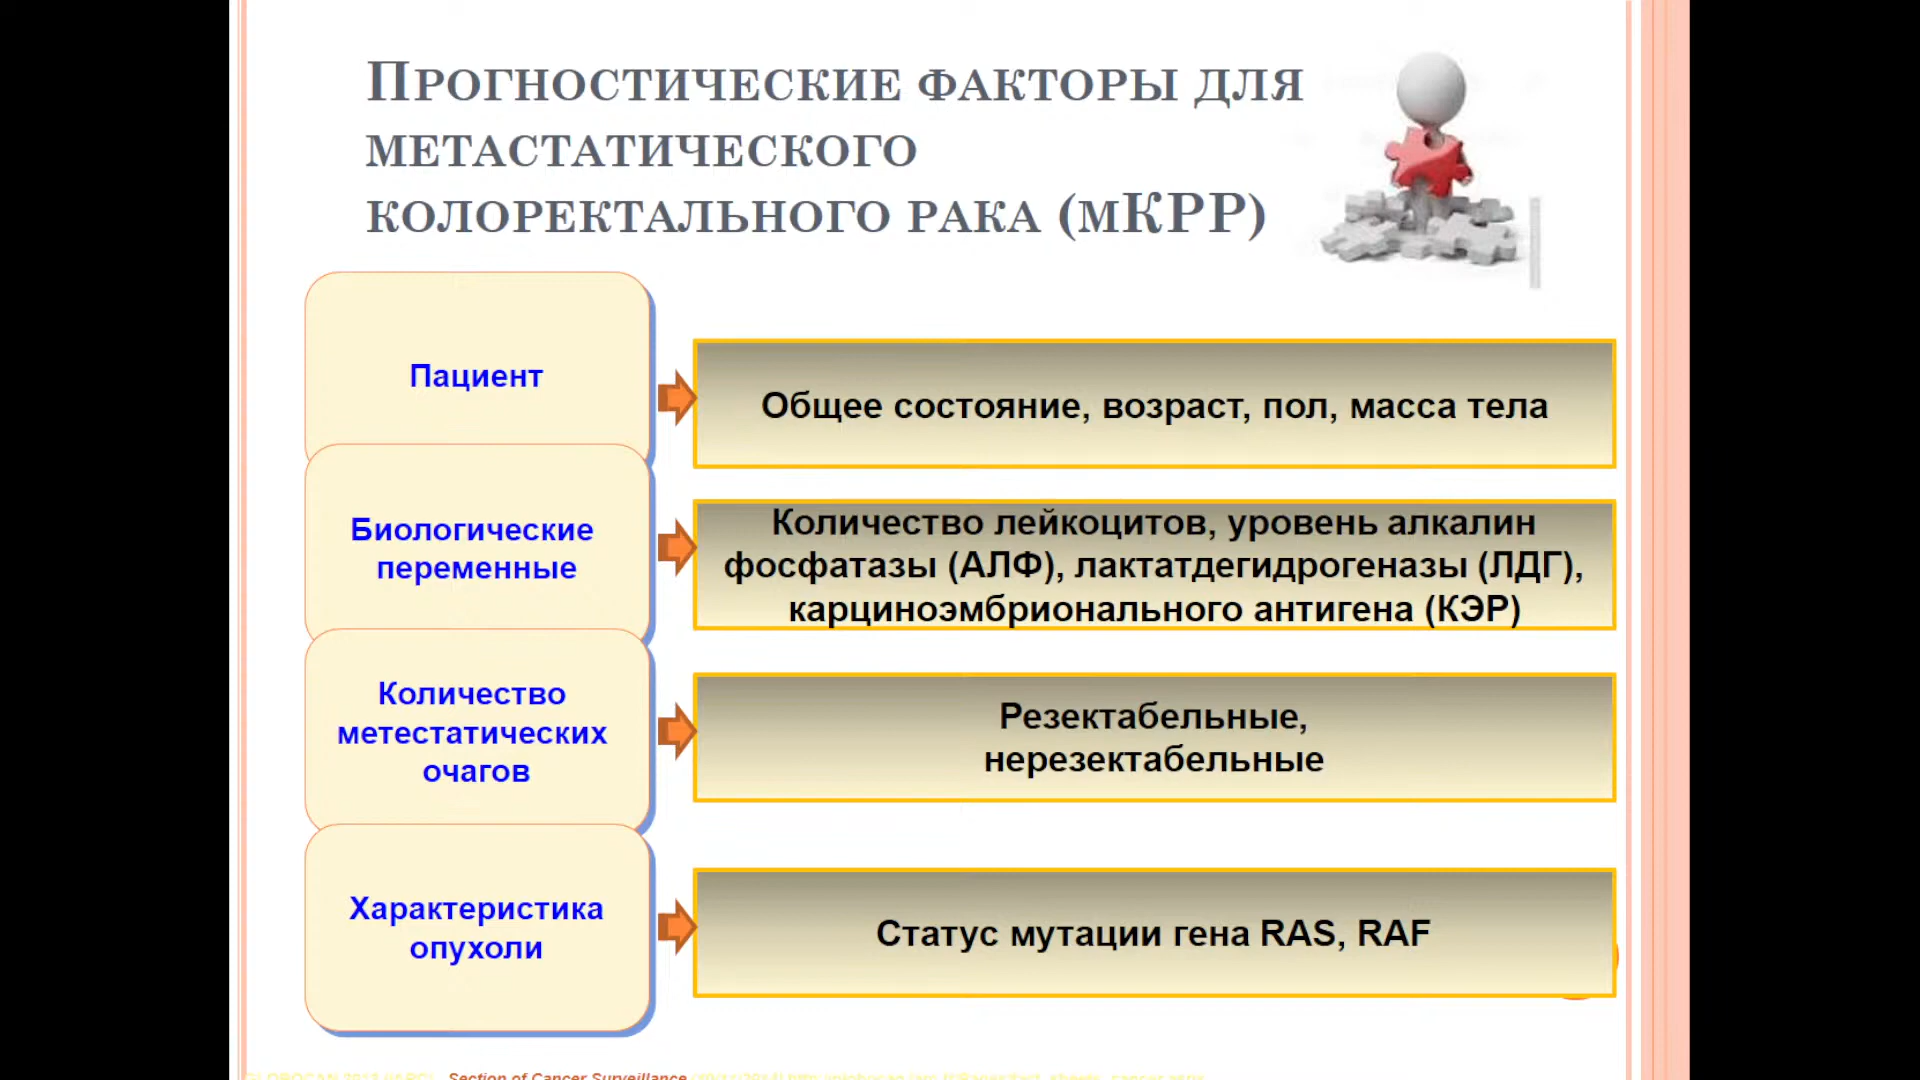 Прогностические факторы для
метастатического
колоректального рака (мКРР)
Пациент
Общее состояние, возраст, пол, масса тела
Биологические
переменные
Количество лейкоцитов, уровень алкалин
фосфатазы (АЛФ), лактатдегидрогеназы (ЛДГ),
карциноэмбрионального антигена (КЭР)
Количество
метестатических
очагов
Резектабельные,
нерезектабельные
Характеристика
опухоли
Статус мутации гена RAS, RAF
Section of Cancer Surveillance